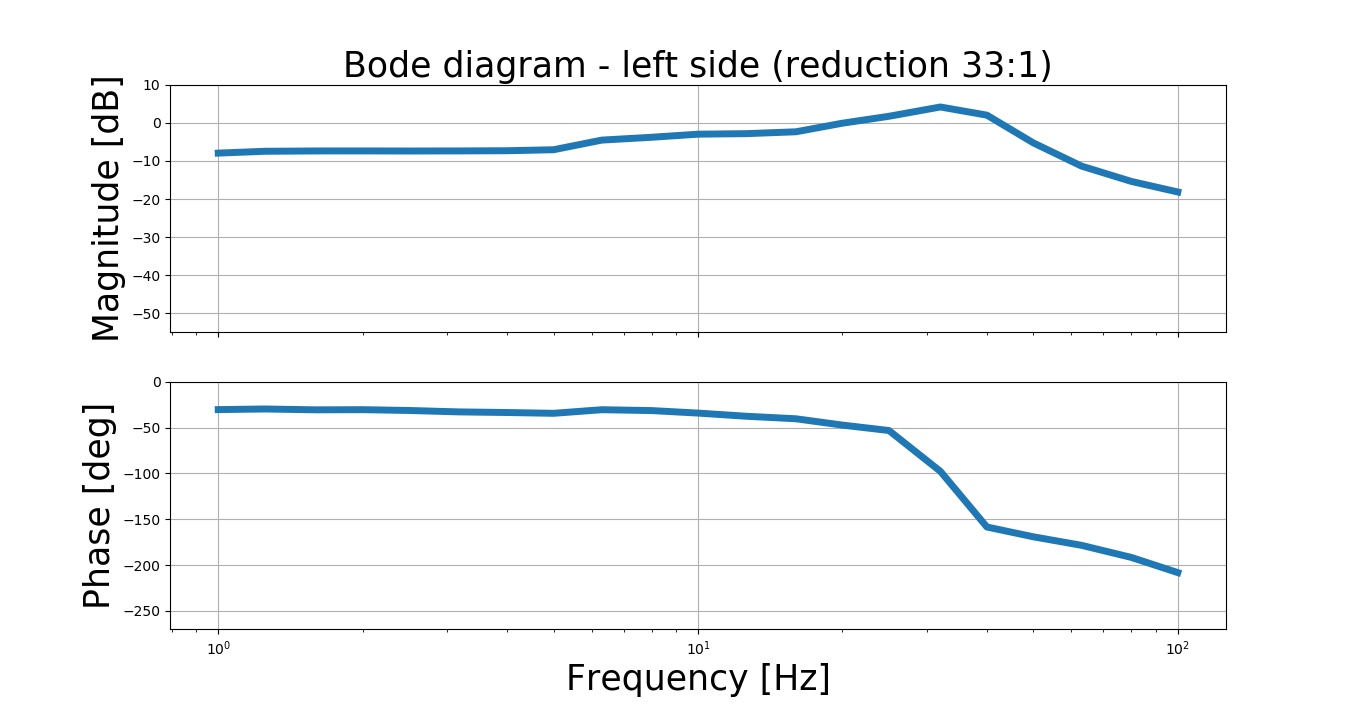 Bode diagram - left side (reduction 33:1)
Magnitude [dB]
10
0
−10
−20
−30
−40
−50
Phase [deg]
0
−50
−100
−150
−200
−250
10⁰ 10¹ 10²
Frequency [Hz]